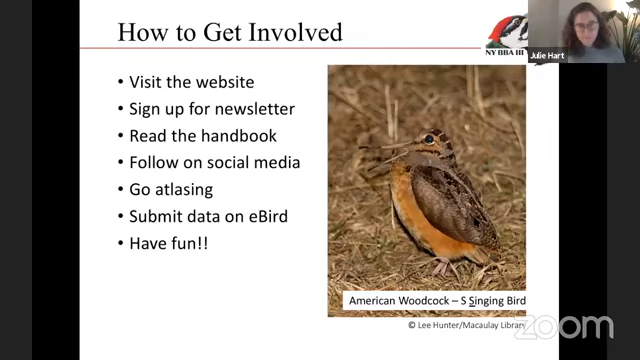 How to Get Involved
NY BBA III
Julie Hart
• Visit the website
• Sign up for newsletter
• Read the handbook
• Follow on social media
• Go atlasing
• Submit data on eBird
• Have fun!!
American Woodcock – S Singing Bird
© Lee Hunter/Macaulay Library
zoom